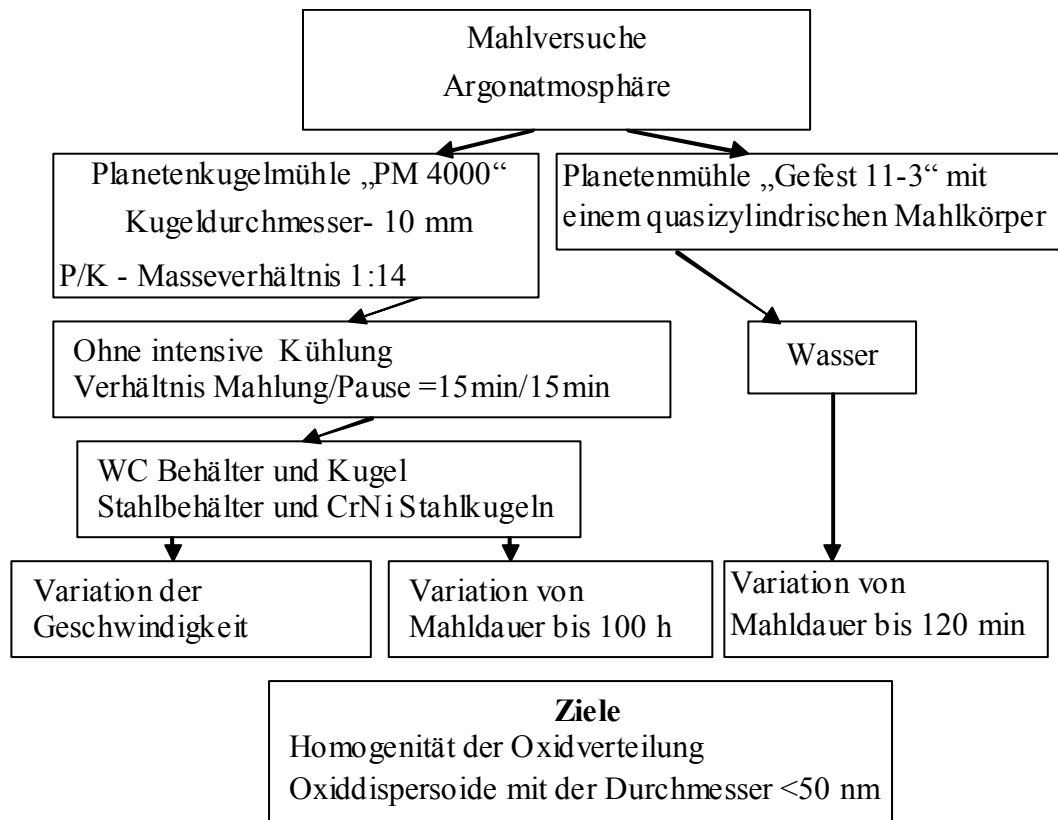 Mahlversuche
Argonatmosphäre
Planetenkugelmühle „PM 4000“
Kugeldurchmesser- 10 mm
P/K - Masseverhältnis 1:14
Planetenmühle „Gefest 11-3“ mit
einem quasizylindrischen Mahlkörper
Ohne intensive Kühlung
Verhältnis Mahlung/Pause =15min/15min
Wasser
WC Behälter und Kugel
Stahlbehälter und CrNi Stahlkugeln
Variation der
Geschwindigkeit
Variation von
Mahldauer bis 100 h
Variation von
Mahldauer bis 120 min
Ziele
Homogenität der Oxidverteilung
Oxiddispersoide mit der Durchmesser <50 nm